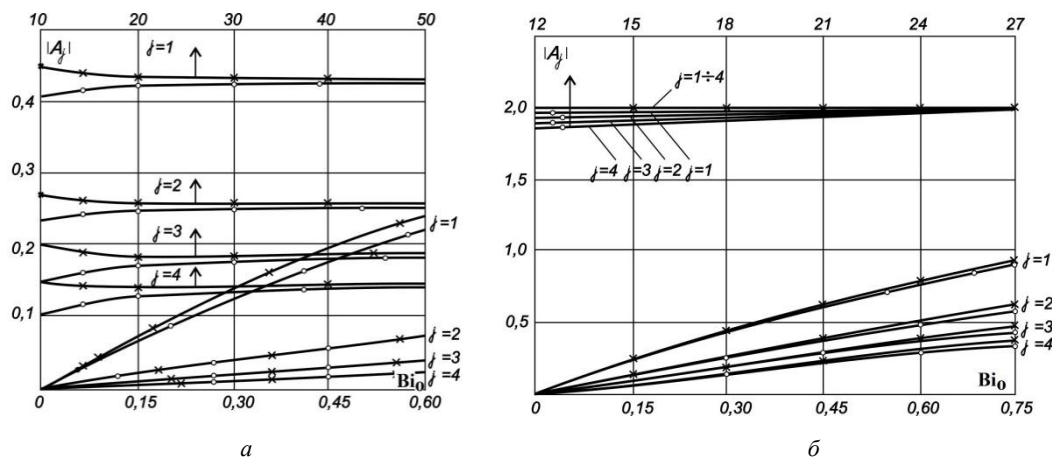 10 20 30 40 50
|Aⱼ| j=1
0,4
0,3
j=2
j=1
0,2
j=3
j=4
0,1
j=2
j=3
Bi₀ j=4
0 0,15 0,30 0,45 0,60
а
12 15 18 21 24 27
|Aⱼ|
j=1÷4
2,0
j=4 j=3 j=2 j=1
1,5
1,0
j=1
j=2
0,5
j=3
j=4
Bi₀
0 0,15 0,30 0,45 0,60 0,75
б